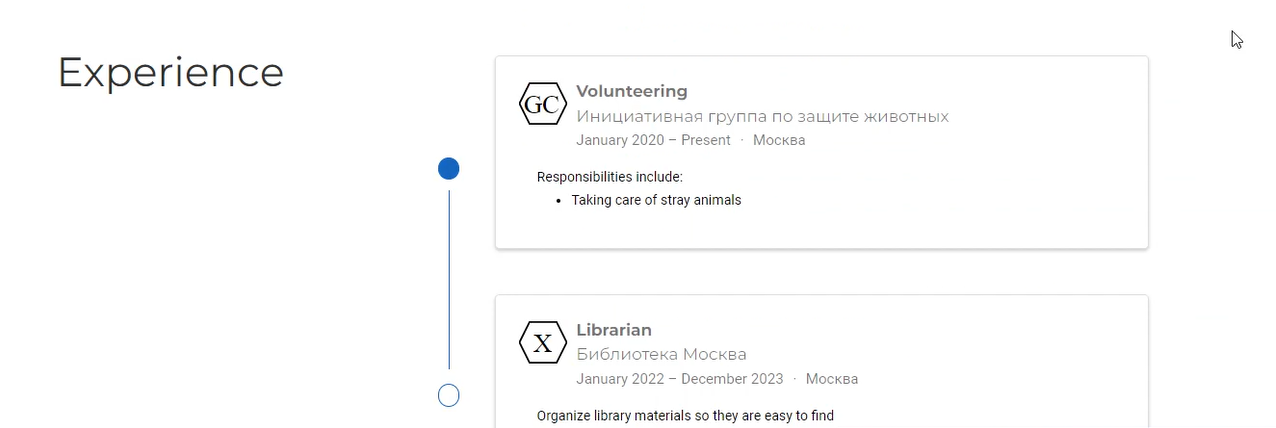 Experience
GC
Volunteering
Инициативная группа по защите животных
January 2020 – Present · Москва
Responsibilities include:
• Taking care of stray animals
X
Librarian
Библиотека Москва
January 2022 – December 2023 · Москва
Organize library materials so they are easy to find